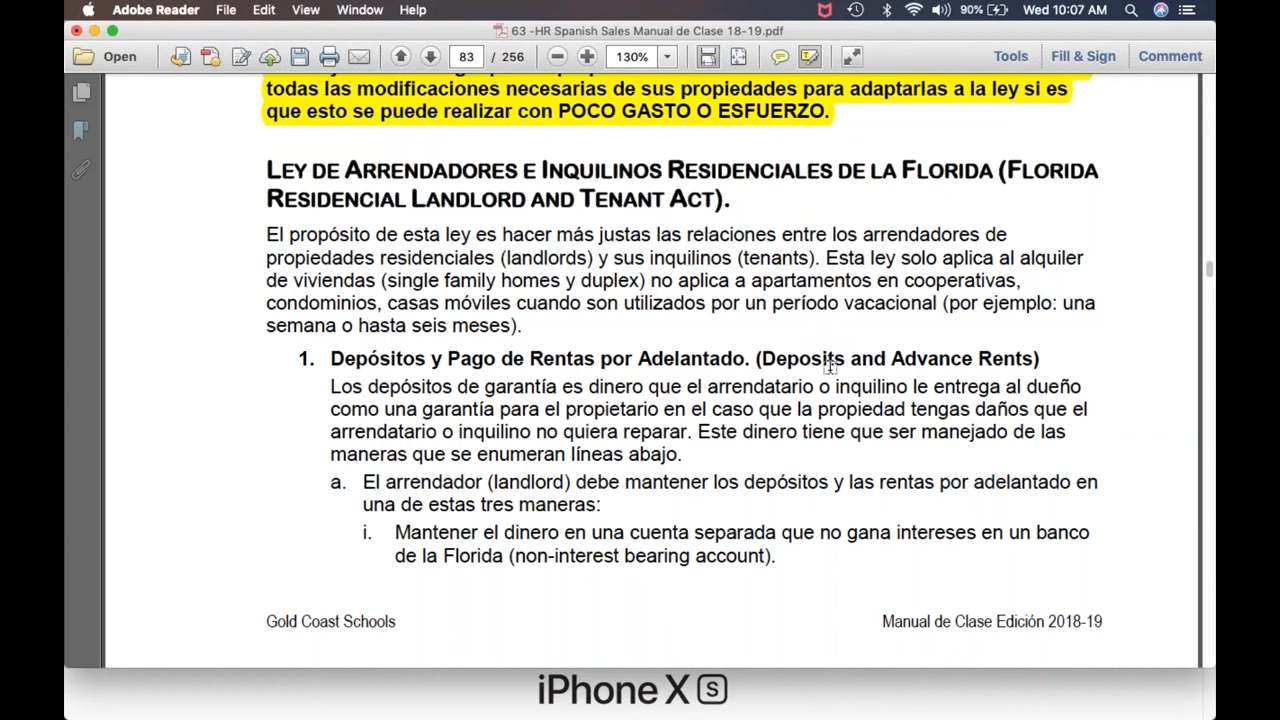 Adobe Reader File Edit View Window Help 90% Wed 10:07 AM
63 -HR Spanish Sales Manual de Clase 18-19.pdf
Open 83 / 256 130% Tools Fill & Sign Comment
todas las modificaciones necesarias de sus propiedades para adaptarlas a la ley si es
que esto se puede realizar con POCO GASTO O ESFUERZO.
LEY DE ARRENDADORES E INQUILINOS RESIDENCIALES DE LA FLORIDA (FLORIDA
RESIDENCIAL LANDLORD AND TENANT ACT).
El propósito de esta ley es hacer más justas las relaciones entre los arrendadores de
propiedades residenciales (landlords) y sus inquilinos (tenants). Esta ley solo aplica al alquiler
de viviendas (single family homes y duplex) no aplica a apartamentos en cooperativas,
condominios, casas móviles cuando son utilizados por un período vacacional (por ejemplo: una
semana o hasta seis meses).
1. Depósitos y Pago de Rentas por Adelantado. (Deposits and Advance Rents)
Los depósitos de garantía es dinero que el arrendatario o inquilino le entrega al dueño
como una garantía para el propietario en el caso que la propiedad tengas daños que el
arrendatario o inquilino no quiera reparar. Este dinero tiene que ser manejado de las
maneras que se enumeran líneas abajo.
a. El arrendador (landlord) debe mantener los depósitos y las rentas por adelantado en
una de estas tres maneras:
i. Mantener el dinero en una cuenta separada que no gana intereses en un banco
de la Florida (non-interest bearing account).
Gold Coast Schools Manual de Clase Edición 2018-19
iPhone XS